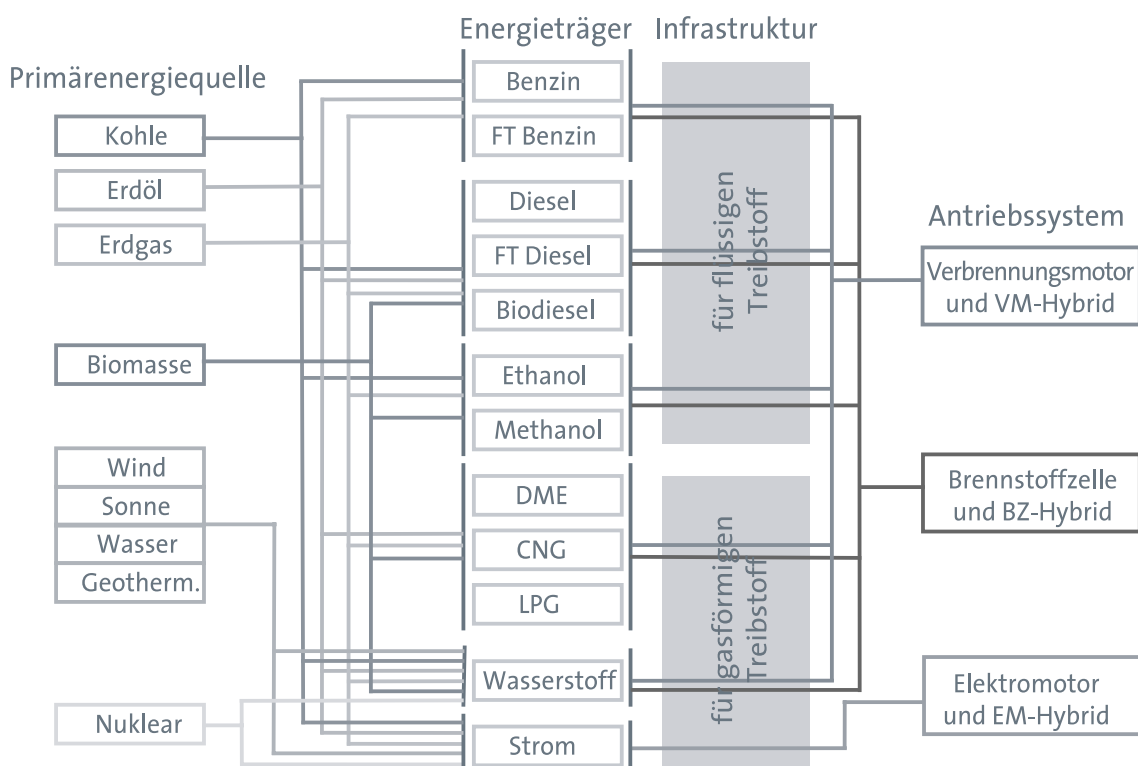 Energieträger
Infrastruktur
Primärenergiequelle
Benzin
Kohle
FT Benzin
Erdöl
Diesel
Erdgas
FT Diesel
Biodiesel
für flüssigen
Treibstoff
Antriebssystem
Verbrennungsmotor
und VM-Hybrid
Biomasse
Ethanol
Methanol
Wind
Sonne
Wasser
Geotherm.
DME
CNG
LPG
für gasförmigen
Treibstoff
Brennstoffzelle
und BZ-Hybrid
Wasserstoff
Elektromotor
und EM-Hybrid
Nuklear
Strom